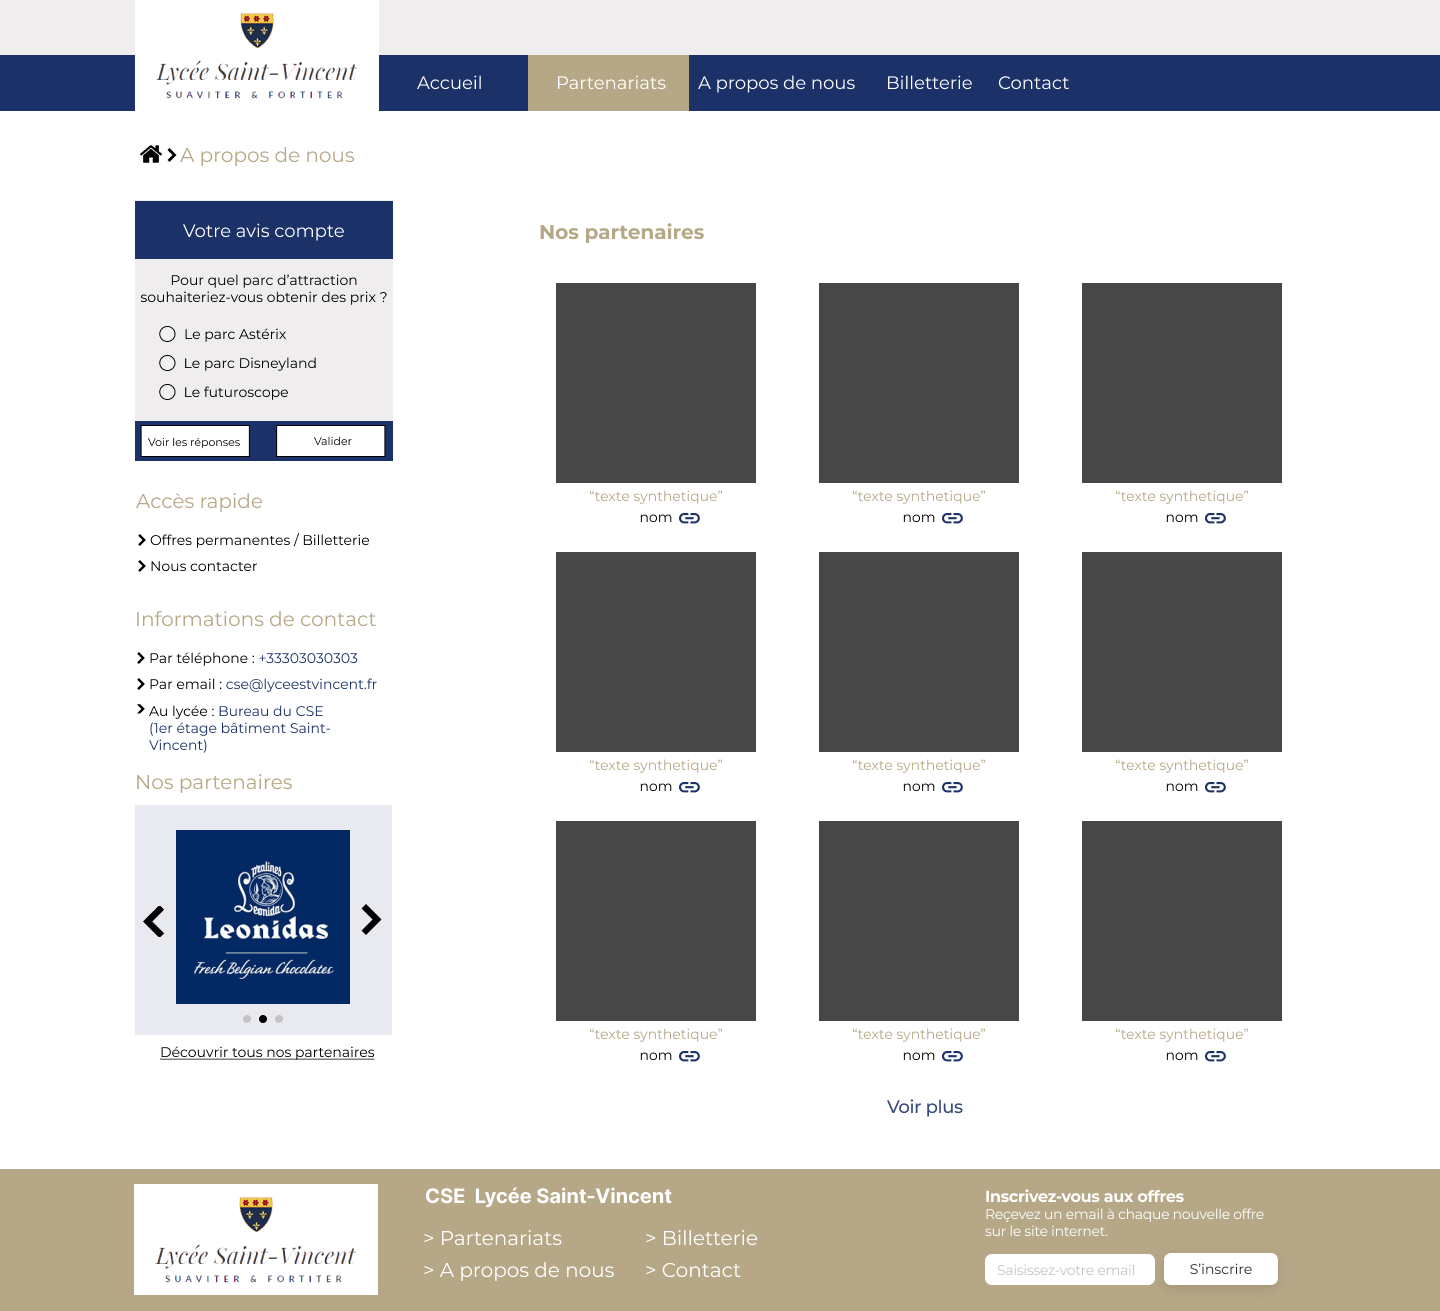 Lycée Saint-Vincent
SUAVITER & FORTITER
Accueil
Partenariats
A propos de nous
Billetterie
Contact
A propos de nous
Votre avis compte
Pour quel parc d’attraction
souhaiteriez-vous obtenir des prix ?
Le parc Astérix
Le parc Disneyland
Le futuroscope
Voir les réponses
Valider
Accès rapide
Offres permanentes / Billetterie
Nous contacter
Informations de contact
Par téléphone : +33303030303
Par email : cse@lyceestvincent.fr
Au lycée : Bureau du CSE
(1er étage bâtiment Saint-
Vincent)
Nos partenaires
pralines
Leonidas
Leonidas
Fresh Belgian Chocolates
Découvrir tous nos partenaires
Nos partenaires
“texte synthetique”
nom
“texte synthetique”
nom
“texte synthetique”
nom
“texte synthetique”
nom
“texte synthetique”
nom
“texte synthetique”
nom
“texte synthetique”
nom
“texte synthetique”
nom
“texte synthetique”
nom
Voir plus
Lycée Saint-Vincent
SUAVITER & FORTITER
CSE Lycée Saint-Vincent
> Partenariats
> Billetterie
> A propos de nous
> Contact
Inscrivez-vous aux offres
Reçevez un email à chaque nouvelle offre
sur le site internet.
Saisissez-votre email
S’inscrire